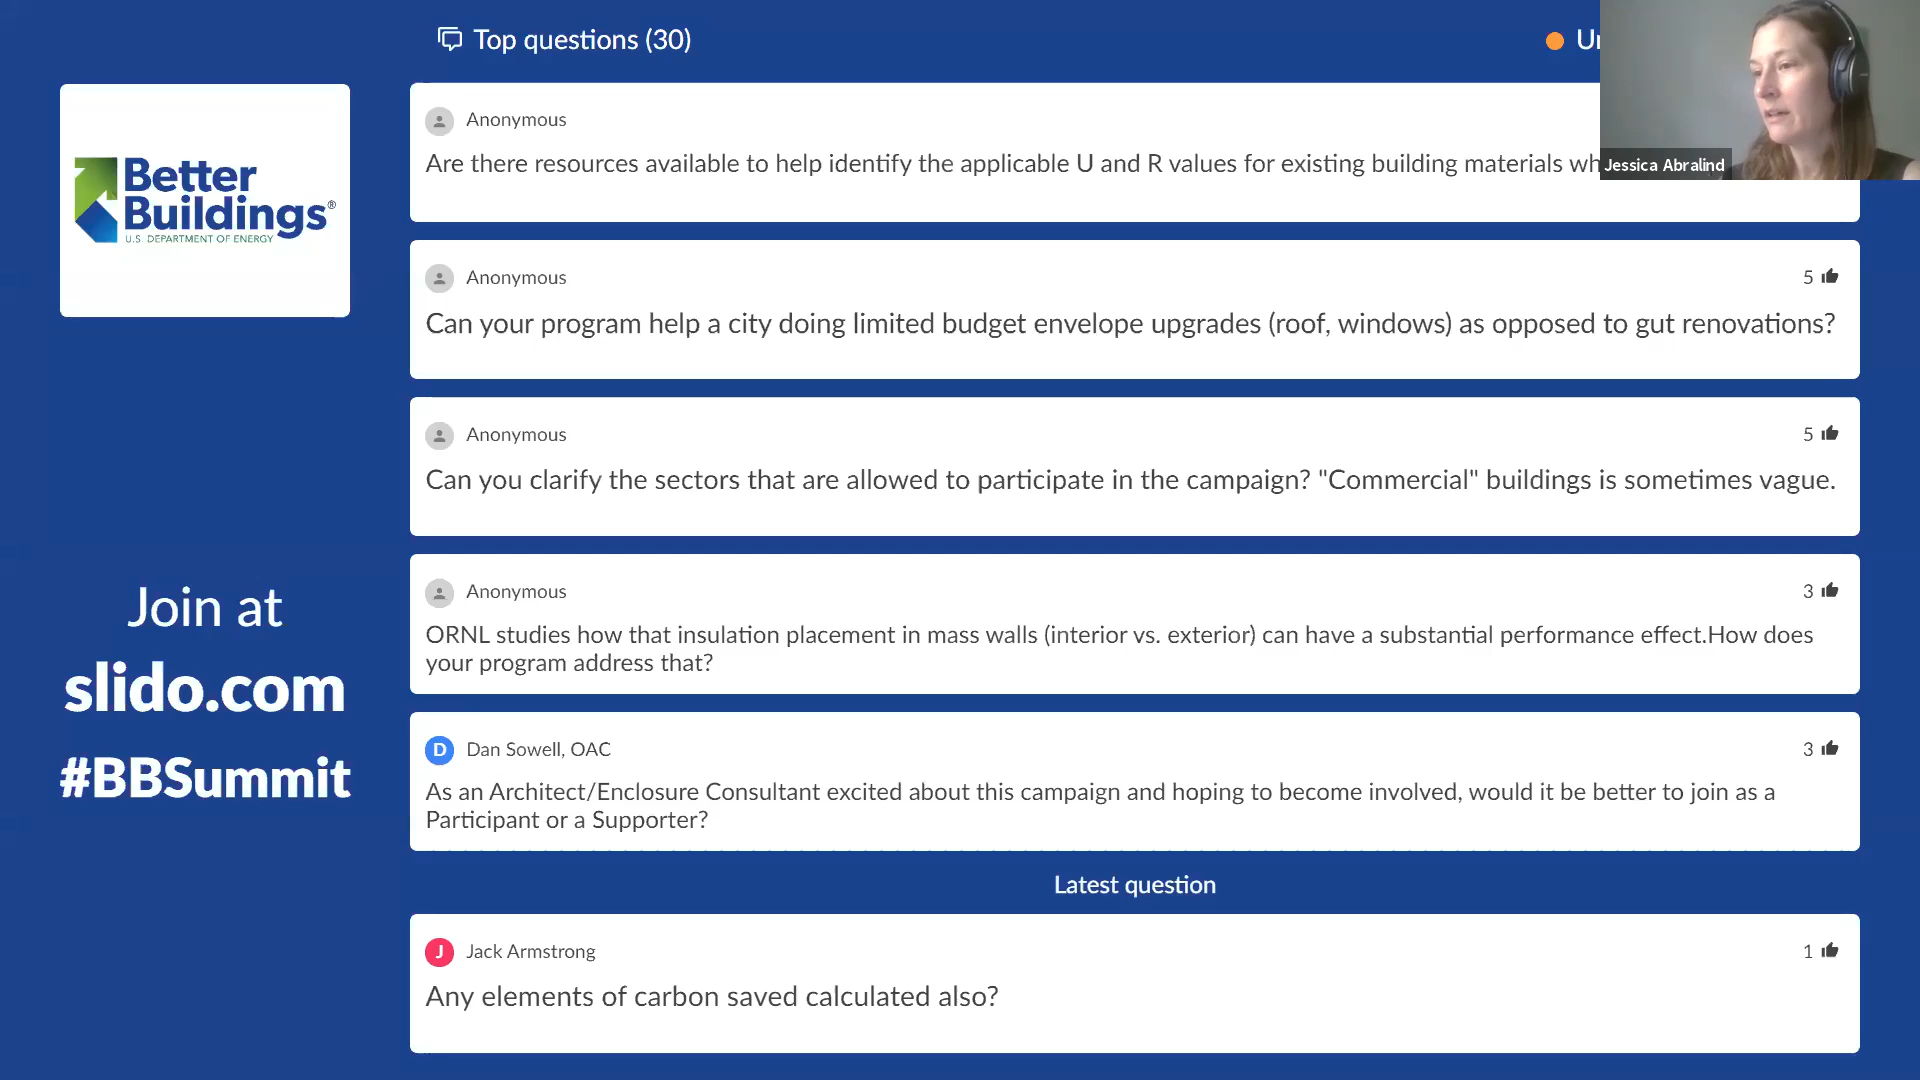 Top questions (30)
Better
Buildings®
U.S. DEPARTMENT OF ENERGY
Join at
slido.com
#BBSummit
Anonymous
Are there resources available to help identify the applicable U and R values for existing building materials
Jessica Abralind
Anonymous
5
Can your program help a city doing limited budget envelope upgrades (roof, windows) as opposed to gut renovations?
Anonymous
5
Can you clarify the sectors that are allowed to participate in the campaign? "Commercial" buildings is sometimes vague.
Anonymous
3
ORNL studies how that insulation placement in mass walls (interior vs. exterior) can have a substantial performance effect.How does
your program address that?
D
Dan Sowell, OAC
3
As an Architect/Enclosure Consultant excited about this campaign and hoping to become involved, would it be better to join as a
Participant or a Supporter?
Latest question
J
Jack Armstrong
1
Any elements of carbon saved calculated also?